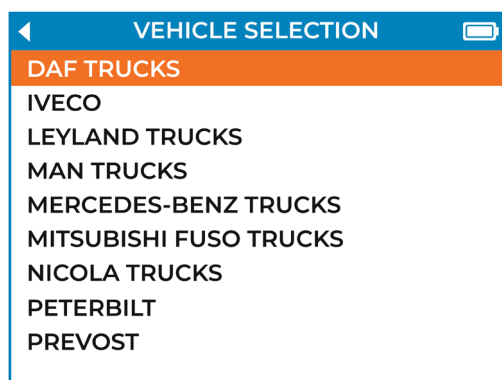 VEHICLE SELECTION
DAF TRUCKS
IVECO
LEYLAND TRUCKS
MAN TRUCKS
MERCEDES-BENZ TRUCKS
MITSUBISHI FUSO TRUCKS
NICOLA TRUCKS
PETERBILT
PREVOST